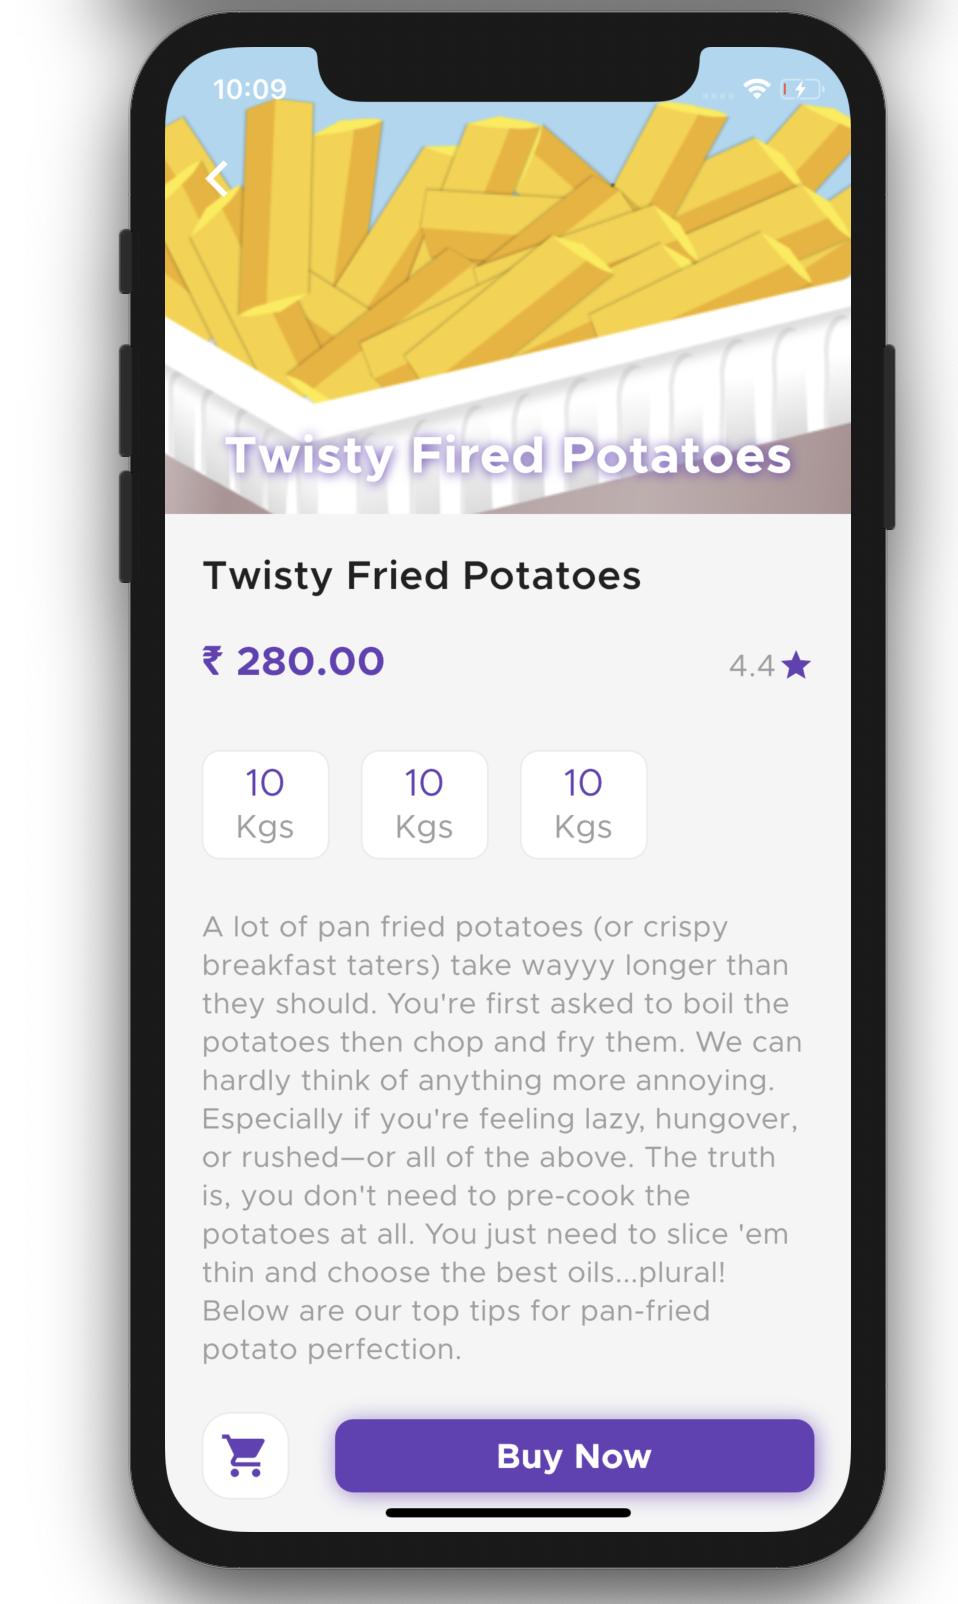 10:09
Twisty Fired Potatoes
Twisty Fried Potatoes
₹ 280.00
4.4
10 10 10
Kgs Kgs Kgs
A lot of pan fried potatoes (or crispy
breakfast taters) take wayyy longer than
they should. You're first asked to boil the
potatoes then chop and fry them. We can
hardly think of anything more annoying.
Especially if you're feeling lazy, hungover,
or rushed—or all of the above. The truth
is, you don't need to pre-cook the
potatoes at all. You just need to slice 'em
thin and choose the best oils...plural!
Below are our top tips for pan-fried
potato perfection.
Buy Now